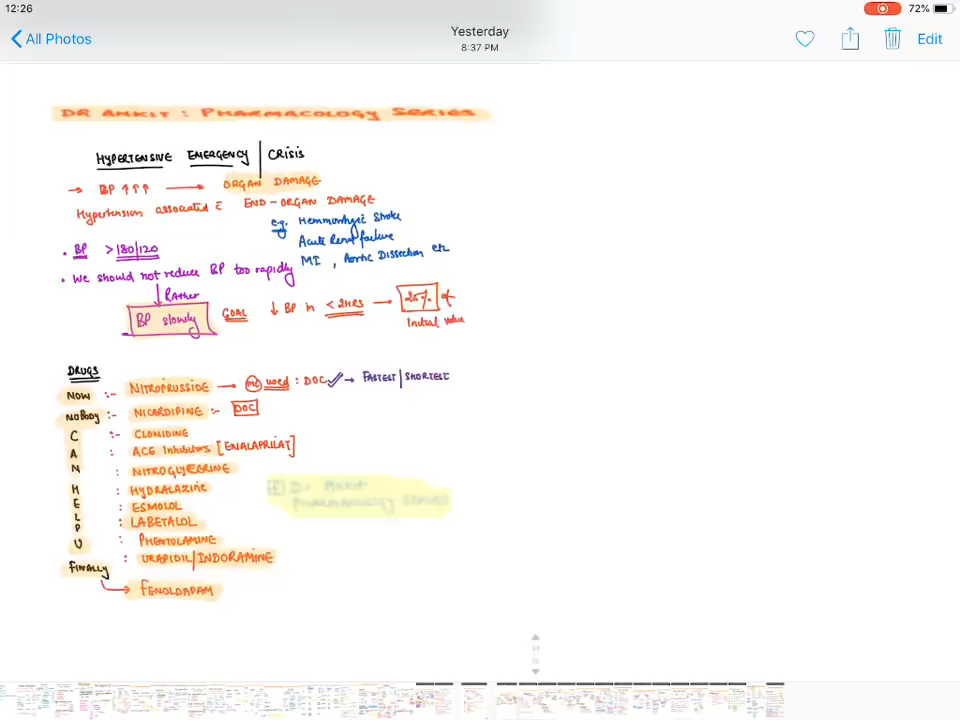 12:26
72%
All Photos
Yesterday
8:37 PM
Edit
DR ANKIT : PHARMACOLOGY SERIES
HYPERTENSIVE EMERGENCY | CRISIS
→ BP ↑↑↑ → ORGAN DAMAGE
Hypertension associated c̄ END-ORGAN DAMAGE
e.g. Hemmorhagic Stroke
Acute Renal failure
MI, Aortic Dissection etc
• BP >180/120
• We should not reduce BP too rapidly
↓ Rather
BP slowly
GOAL ↓ BP in <2HRS → 25% of
Initial value
DRUGS
NOW :- NITROPRUSSIDE → MC used : DOC ✓ → FASTEST | SHORTEST
NOBODY :- NICARDIPINE :- DOC
C :- CLONIDINE
A : ACE Inhibitors [ENALAPRILAT]
N : NITROGLYCERINE
H : HYDRALAZINE
E : ESMOLOL
L : LABETALOL
P : PHENTOLAMINE
U : URAPIDIL/INDORAMINE
FINALLY
→ FENOLDAPAM
Dr Ankit
PHARMACOLOGY SERIES